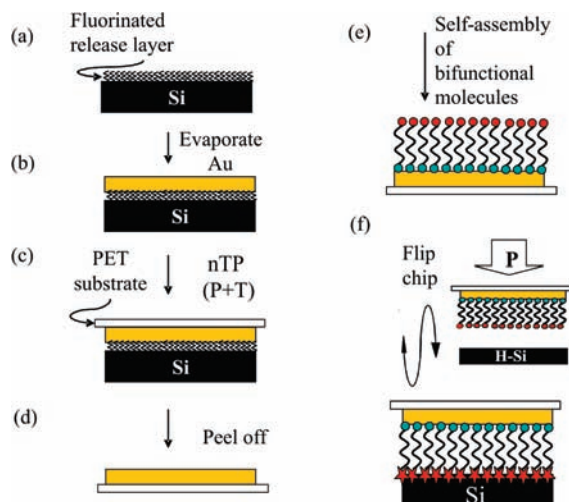 (a)
Fluorinated
release layer
Si
Evaporate
Au
(b)
Si
(c)
PET
substrate
nTP
(P+T)
Si
(d)
Peel off
(e)
Self-assembly
of
bifunctional
molecules
(f)
Flip
chip
P
H-Si
Si